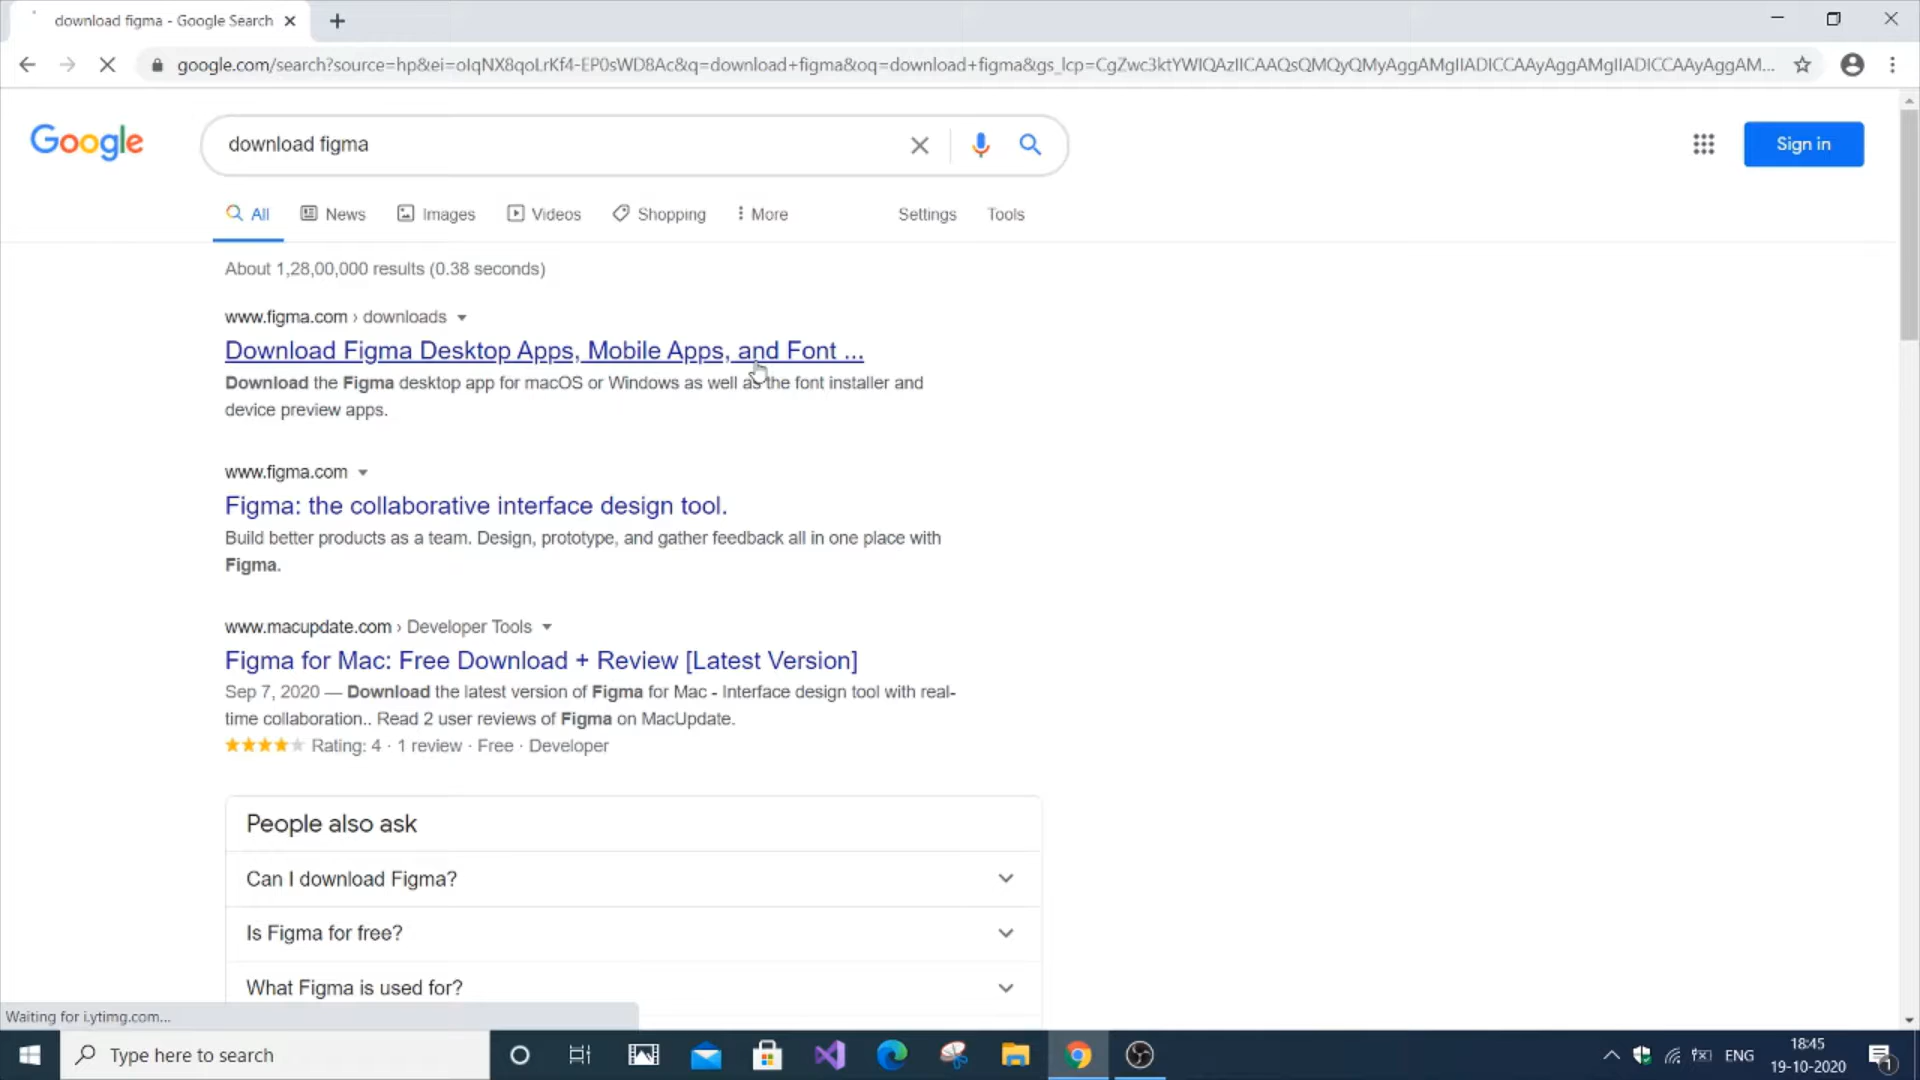 download figma - Google Search
google.com/search?source=hp&ei=oIqNX8qoLrKf4-EP0sWD8Ac&q=download+figma&oq=download+figma&gs_lcp=CgZwc3ktYWIQAzIICAAQsQMQyQMyAggAMgIIADICCAAyAggAMgIIADICCAAyAggAM...
Google
download figma
Sign in
All News Images Videos Shopping More Settings Tools
About 1,28,00,000 results (0.38 seconds)
www.figma.com › downloads
Download Figma Desktop Apps, Mobile Apps, and Font ...
Download the Figma desktop app for macOS or Windows as well as the font installer and
device preview apps.
www.figma.com
Figma: the collaborative interface design tool.
Build better products as a team. Design, prototype, and gather feedback all in one place with
Figma.
www.macupdate.com › Developer Tools
Figma for Mac: Free Download + Review [Latest Version]
Sep 7, 2020 — Download the latest version of Figma for Mac - Interface design tool with real-
time collaboration.. Read 2 user reviews of Figma on MacUpdate.
Rating: 4 · 1 review · Free · Developer
People also ask
Can I download Figma?
Is Figma for free?
What Figma is used for?
Waiting for i.ytimg.com...
Type here to search
ENG
18:45
19-10-2020
1